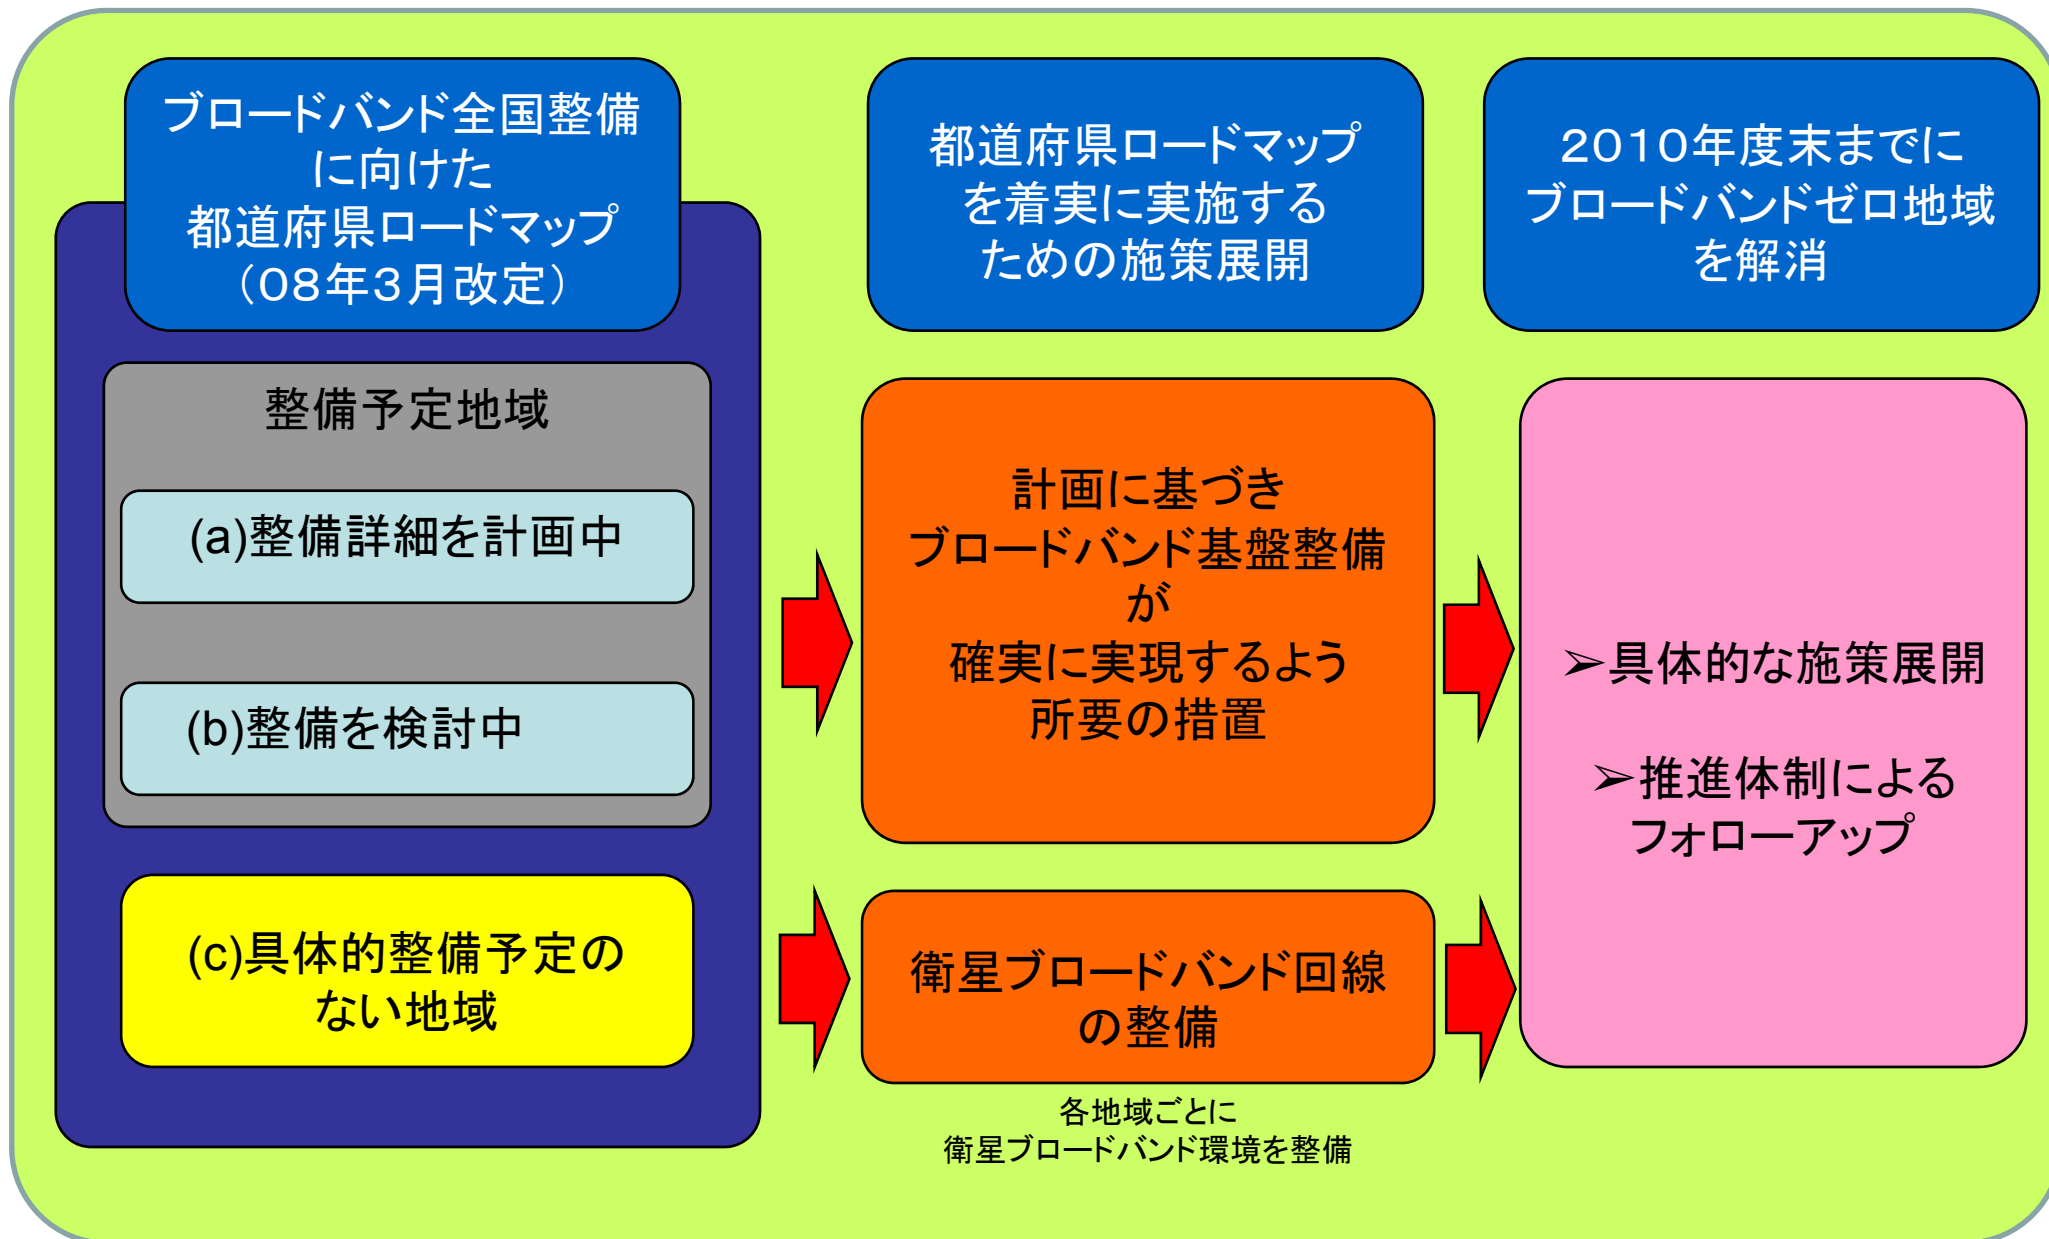 ブロードバンド全国整備
に向けた
都道府県ロードマップ
（０８年３月改定）
整備予定地域
(a)整備詳細を計画中
(b)整備を検討中
(c)具体的整備予定の
ない地域
都道府県ロードマップ
を着実に実施する
ための施策展開
計画に基づき
ブロードバンド基盤整備
が
確実に実現するよう
所要の措置
衛星ブロードバンド回線
の整備
各地域ごとに
衛星ブロードバンド環境を整備
２０１０年度末までに
ブロードバンドゼロ地域
を解消
➢具体的な施策展開
➢推進体制による
フォローアップ